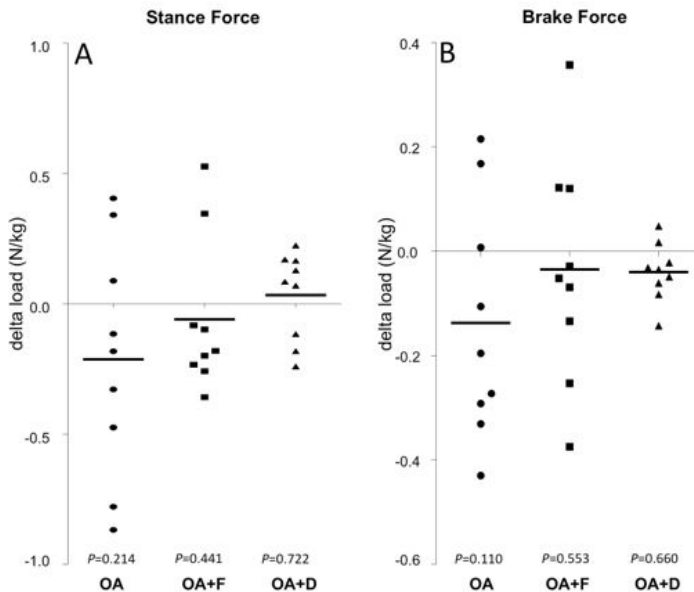 Stance Force
A
delta load (N/kg)
1.0
0.5
0.0
-0.5
-1.0
P=0.214 P=0.441 P=0.722
OA OA+F OA+D
Brake Force
B
delta load (N/kg)
0.4
0.2
0.0
-0.2
-0.4
-0.6
P=0.110 P=0.553 P=0.660
OA OA+F OA+D